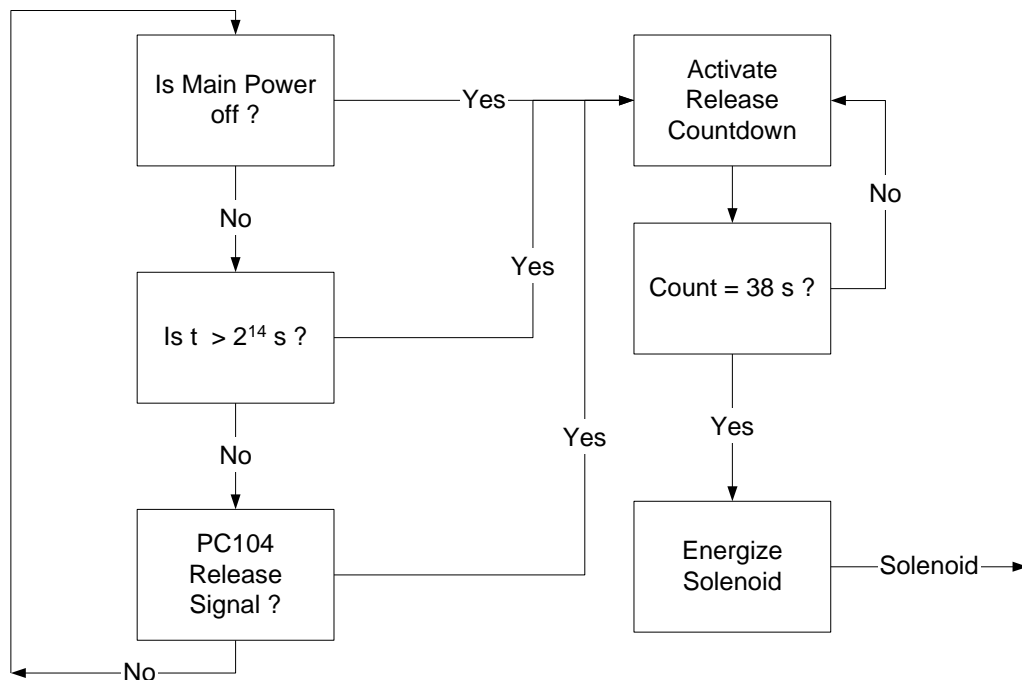 Is Main Power
off ?
Yes
Activate
Release
Countdown
No
No
Is t > 2¹⁴ s ?
Yes
Count = 38 s ?
No
Yes
Yes
PC104
Release
Signal ?
Energize
Solenoid
Solenoid
No